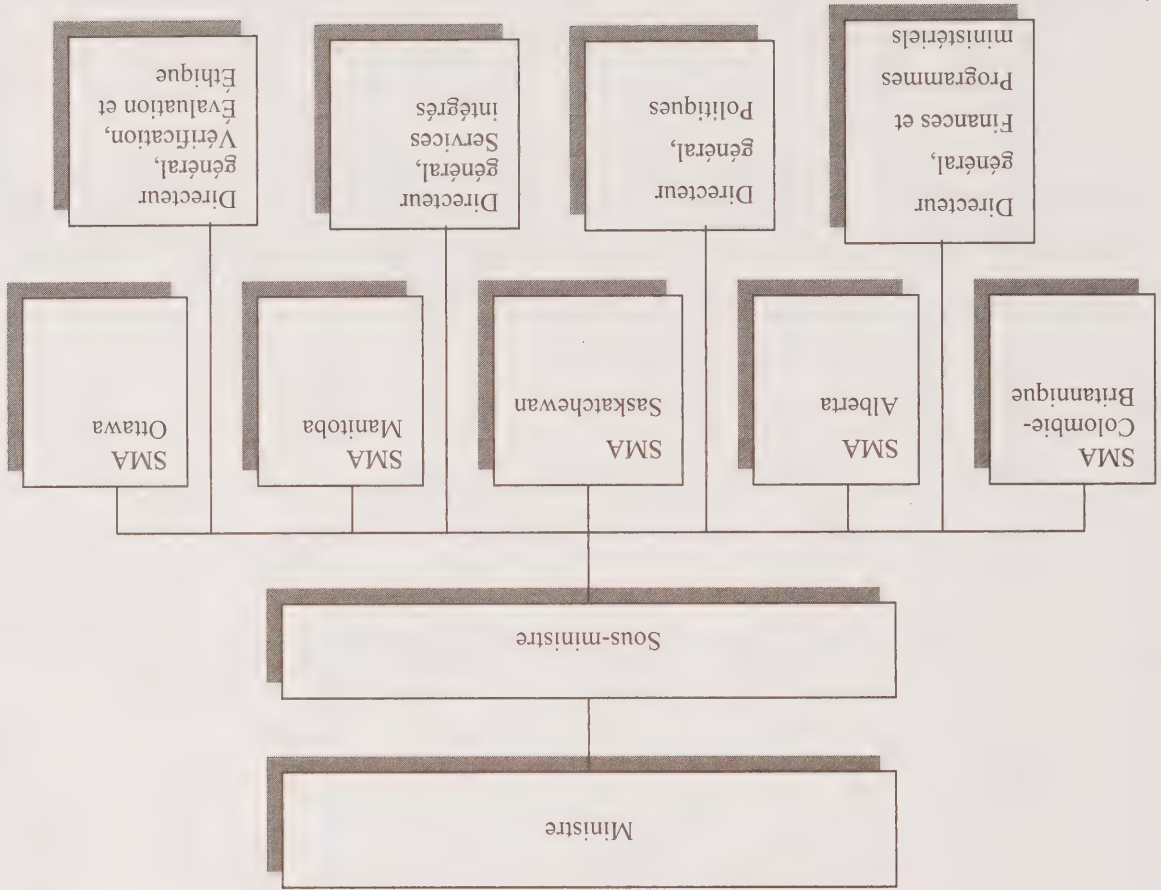 Ministre
Sous-ministre
SMA
Colombie-
Britannique
SMA
Alberta
SMA
Saskatchewan
SMA
Manitoba
SMA
Ottawa
Directeur
général,
Finances et
Programmes
ministériels
Directeur
général,
Politiques
Directeur
général,
Services
intégrés
Directeur
général,
Vérification,
Évaluation et
Éthique